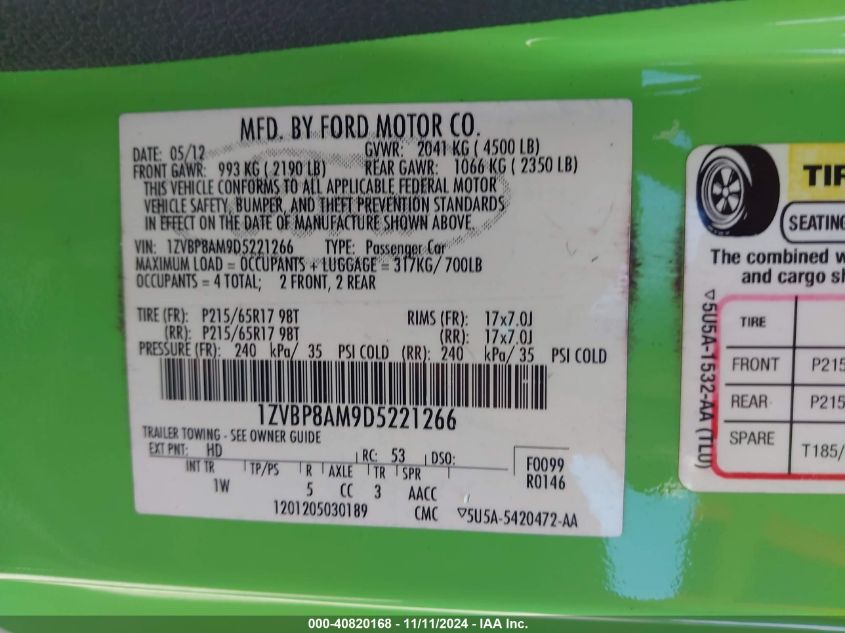 MFD. BY FORD MOTOR CO.
DATE: 05/12 GVWR: 2041 KG ( 4500 LB)
FRONT GAWR: 993 KG ( 2190 LB) REAR GAWR: 1066 KG ( 2350 LB)
THIS VEHICLE CONFORMS TO ALL APPLICABLE FEDERAL MOTOR
VEHICLE SAFETY, BUMPER, AND THEFT PREVENTION STANDARDS
IN EFFECT ON THE DATE OF MANUFACTURE SHOWN ABOVE.
VIN: 1ZVBP8AM9D5221266 TYPE: Passenger Car
MAXIMUM LOAD = OCCUPANTS + LUGGAGE = 317KG/ 700LB
OCCUPANTS = 4 TOTAL; 2 FRONT, 2 REAR
TIRE (FR): P215/65R17 98T RIMS (FR): 17x7.0J
(RR): P215/65R17 98T (RR): 17x7.0J
PRESSURE (FR): 240 kPa/ 35 PSI COLD (RR): 240 kPa/ 35 PSI COLD
1ZVBP8AM9D5221266
TRAILER TOWING - SEE OWNER GUIDE
EXT PNT: HD RC: 53 DSO:
INT TR TP/PS R AXLE TR SPR
1W 5 CC 3 AACC
F0099
R0146
1201205030189 CMC ▽5U5A-5420472-AA
TIR
SEATING
The combined w
and cargo sh
▽5U5A-1532-AA (TLU)
TIRE
FRONT P215
REAR P215
SPARE T185/
000-40820168 - 11/11/2024 - IAA Inc.